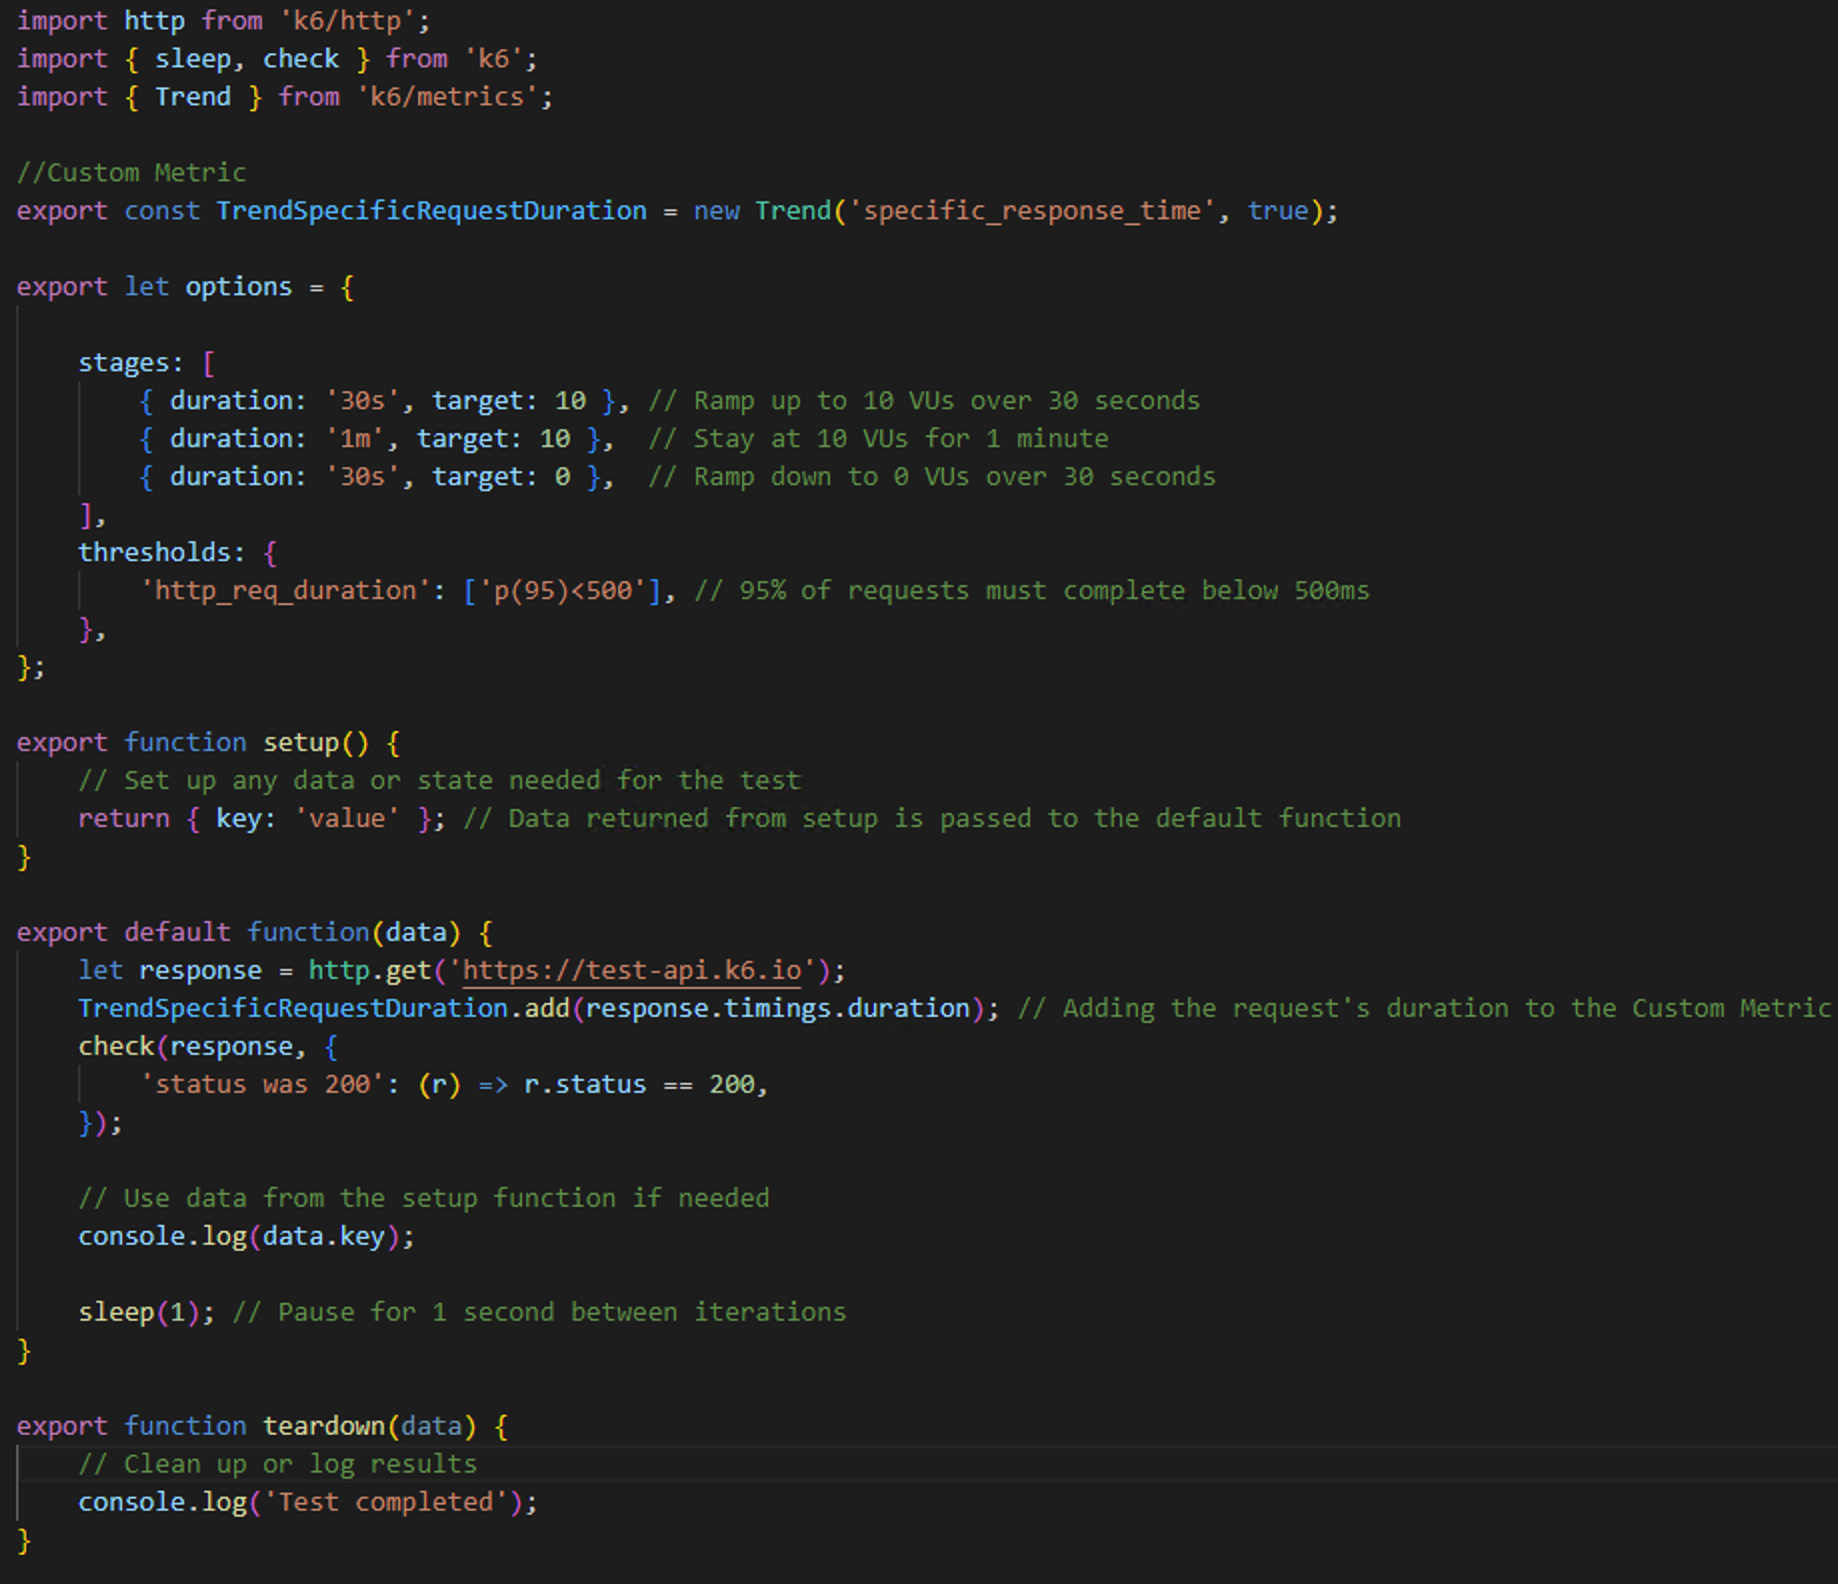 import http from 'k6/http';
import { sleep, check } from 'k6';
import { Trend } from 'k6/metrics';
//Custom Metric
export const TrendSpecificRequestDuration = new Trend('specific_response_time', true);
export let options = {
stages: [
{ duration: '30s', target: 10 }, // Ramp up to 10 VUs over 30 seconds
{ duration: '1m', target: 10 },  // Stay at 10 VUs for 1 minute
{ duration: '30s', target: 0 },  // Ramp down to 0 VUs over 30 seconds
],
thresholds: {
'http_req_duration': ['p(95)<500'], // 95% of requests must complete below 500ms
},
};
export function setup() {
// Set up any data or state needed for the test
return { key: 'value' }; // Data returned from setup is passed to the default function
}
export default function(data) {
let response = http.get('https://test-api.k6.io');
TrendSpecificRequestDuration.add(response.timings.duration); // Adding the request's duration to the Custom Metric
check(response, {
'status was 200': (r) => r.status == 200,
});
// Use data from the setup function if needed
console.log(data.key);
sleep(1); // Pause for 1 second between iterations
}
export function teardown(data) {
// Clean up or log results
console.log('Test completed');
}